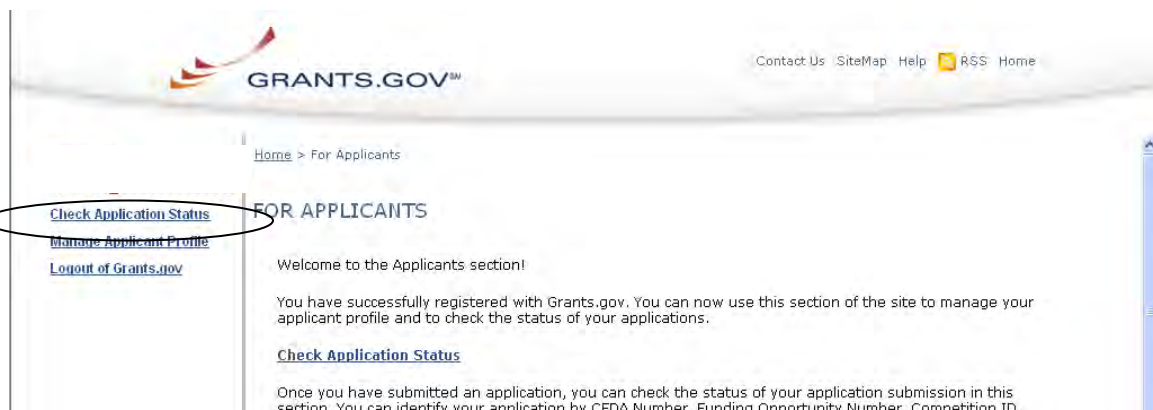 GRANTS.GOV℠
Contact Us SiteMap Help RSS Home
Home > For Applicants
Check Application Status
Manage Applicant Profile
Logout of Grants.gov
FOR APPLICANTS
Welcome to the Applicants section!
You have successfully registered with Grants.gov. You can now use this section of the site to manage your
applicant profile and to check the status of your applications.
Check Application Status
Once you have submitted an application, you can check the status of your application submission in this
section. You can identify your application by CFDA Number, Funding Opportunity Number, Competition ID